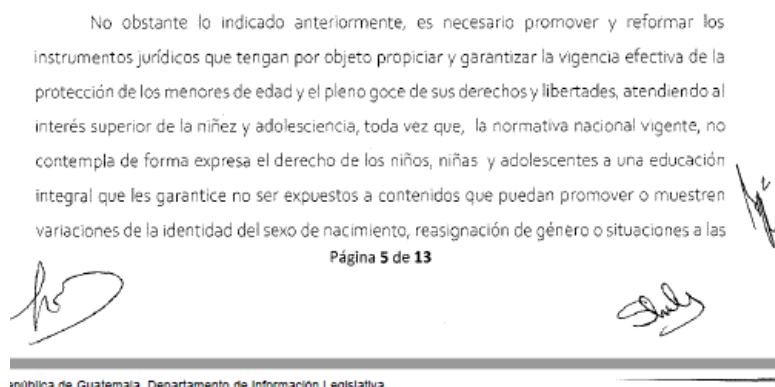 No obstante lo indicado anteriormente, es necesario promover y reformar los
instrumentos jurídicos que tengan por objeto propiciar y garantizar la vigencia efectiva de la
protección de los menores de edad y el pleno goce de sus derechos y libertades, atendiendo al
interés superior de la niñez y adolesciencia, toda vez que, la normativa nacional vigente, no
contempla de forma expresa el derecho de los niños, niñas y adolescentes a una educación
integral que les garantice no ser expuestos a contenidos que puedan promover o muestren
variaciones de la identidad del sexo de nacimiento, reasignación de género o situaciones a las
Página 5 de 13
República de Guatemala. Departamento de Información Legislativa